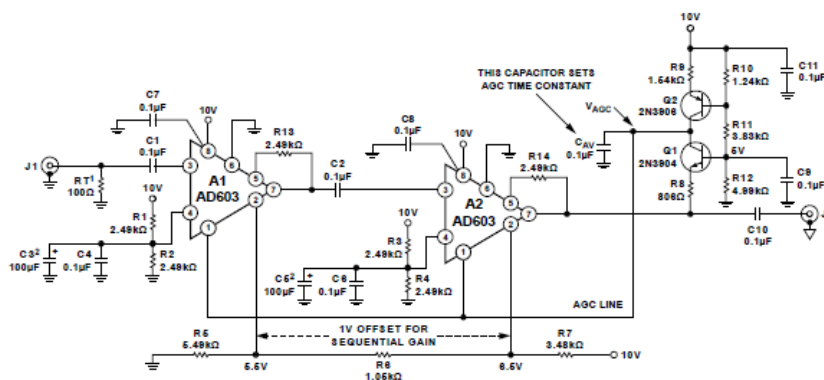 10V
THIS CAPACITOR SETS
AGC TIME CONSTANT
R9
1.54kΩ
R10
1.24kΩ
C11
0.1µF
Q2
2N3906
VAGC
R11
3.83kΩ
CAV
0.1µF
Q1
2N3904
5V
R8
806Ω
R12
4.99kΩ
C9
0.1µF
C10
0.1µF
J
C7
0.1µF
10V
R13
2.49kΩ
C1
0.1µF
J1
RT1
100Ω
8
6
5
3
A1
AD603
7
4
2
1
10V
R1
2.49kΩ
R2
2.49kΩ
C3²
+
100µF
C4
0.1µF
C2
0.1µF
C8
0.1µF
10V
R14
2.49kΩ
8
6
5
3
A2
AD603
7
4
2
1
10V
R3
2.49kΩ
R4
2.49kΩ
C5²
+
100µF
C6
0.1µF
AGC LINE
1V OFFSET FOR
SEQUENTIAL GAIN
R5
5.49kΩ
5.5V
R6
1.05kΩ
6.5V
R7
3.48kΩ
10V